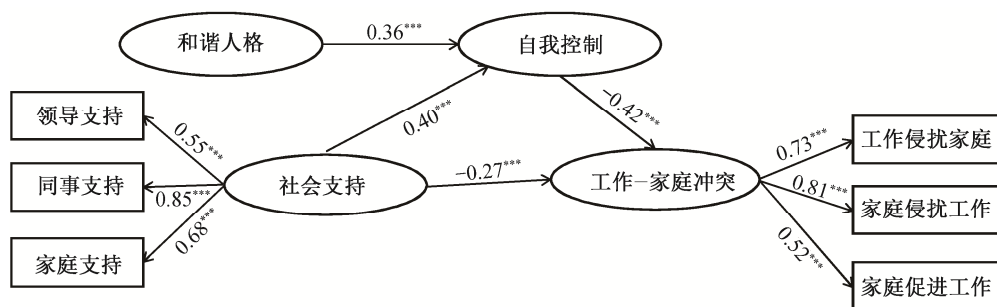 和谐人格
0.36***
自我控制
领导支持
0.55***
0.40***
−0.42***
0.73***
工作侵扰家庭
同事支持
0.85***
社会支持
−0.27***
工作−家庭冲突
0.81***
家庭侵扰工作
0.68***
家庭支持
0.52***
家庭促进工作